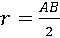 r = AB/2